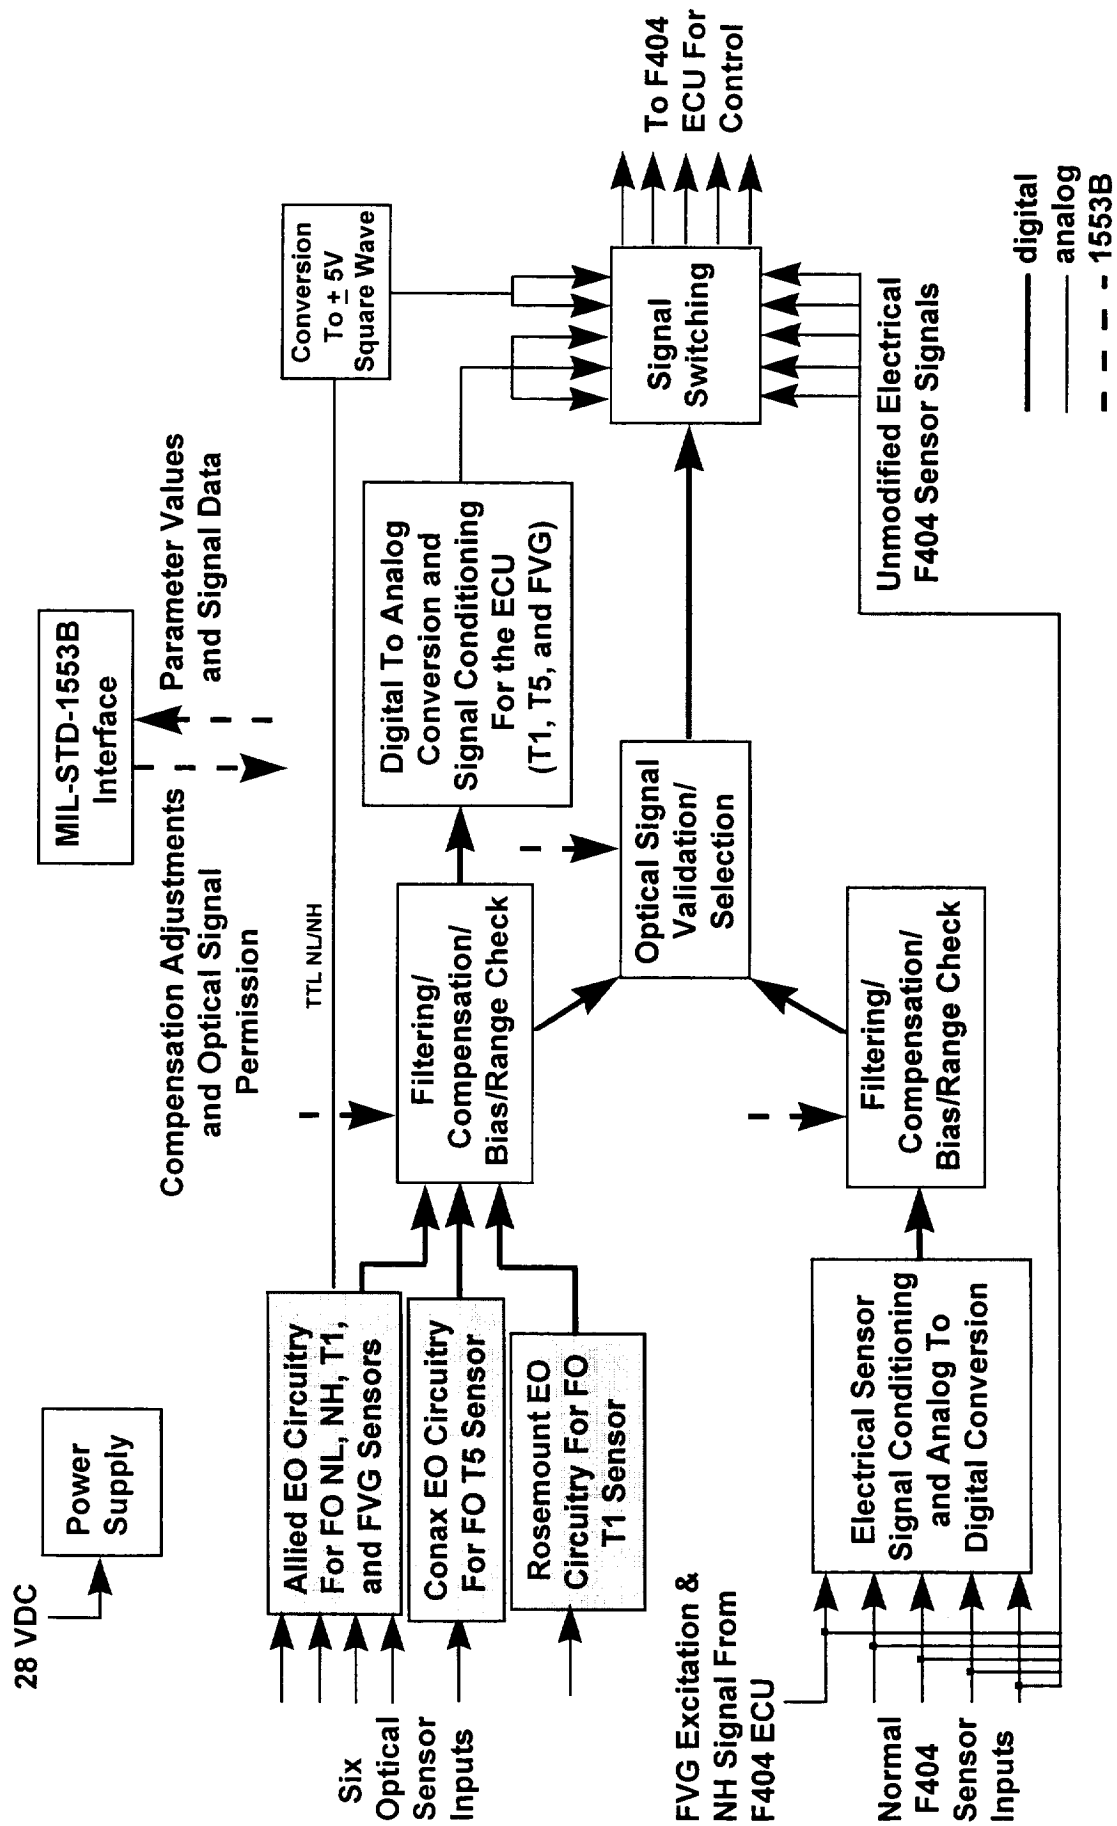 28 VDC
Power
Supply
MIL-STD-1553B
Interface
Compensation Adjustments
and Optical Signal
Permission
Parameter Values
and Signal Data
TTL NL/NH
Conversion
To ± 5V
Square Wave
Six
Optical
Sensor
Inputs
Allied EO Circuitry
For FO NL, NH, T1,
and FVG Sensors
Conax EO Circuitry
For FO T5 Sensor
Rosemount EO
Circuitry For FO
T1 Sensor
Filtering/
Compensation/
Bias/Range Check
Digital To Analog
Conversion and
Signal Conditioning
For the ECU
(T1, T5, and FVG)
Signal
Switching
To F404
ECU For
Control
Optical Signal
Validation/
Selection
FVG Excitation &
NH Signal From
F404 ECU
Normal
F404
Sensor
Inputs
Electrical Sensor
Signal Conditioning
and Analog To
Digital Conversion
Filtering/
Compensation/
Bias/Range Check
Unmodified Electrical
F404 Sensor Signals
digital
analog
1553B